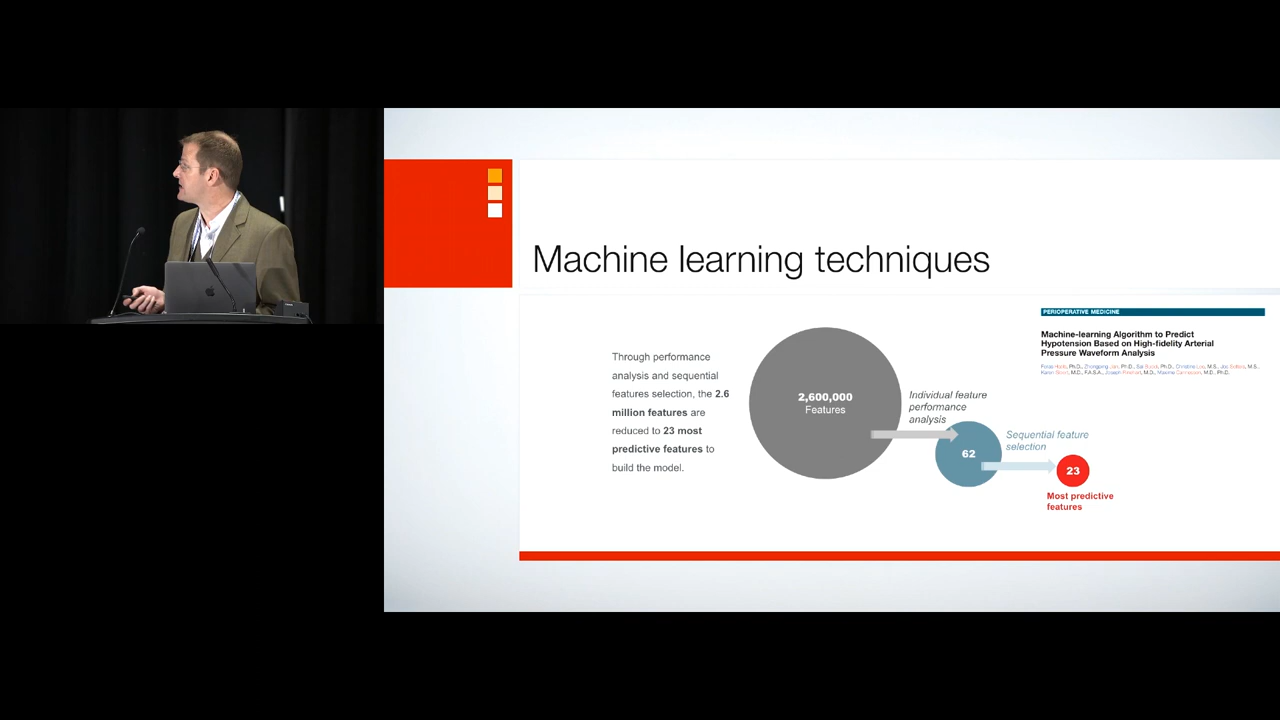 Machine learning techniques
PERIOPERATIVE MEDICINE
Machine-learning Algorithm to Predict
Hypotension Based on High-fidelity Arterial
Pressure Waveform Analysis
Through performance
analysis and sequential
features selection, the 2.6
million features are
reduced to 23 most
predictive features to
build the model.
2,600,000
Features
Individual feature
performance
analysis
62
Sequential feature
selection
23
Most predictive
features